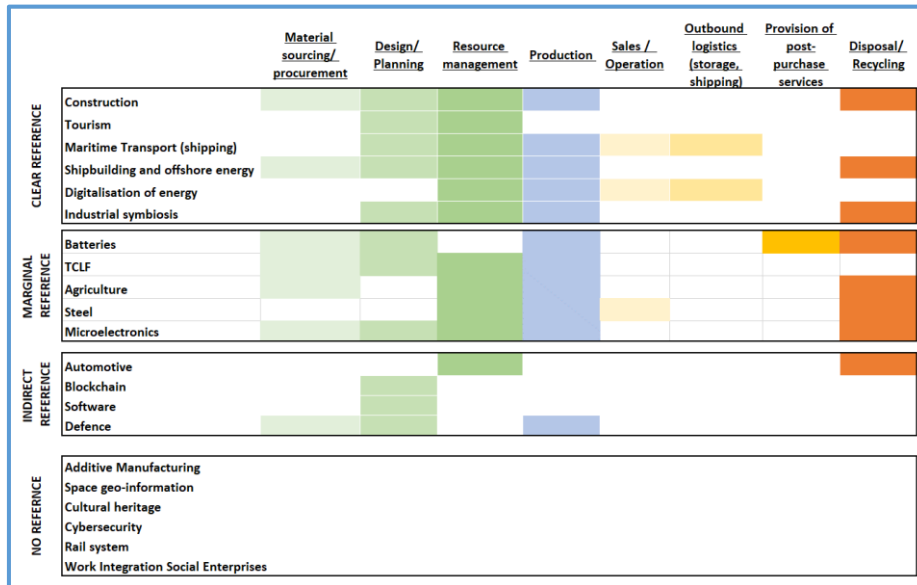 Material
sourcing/
procurement
Design/
Planning
Resource
management
Production
Sales /
Operation
Outbound
logistics
(storage,
shipping)
Provision of
post-
purchase
services
Disposal/
Recycling
CLEAR REFERENCE
Construction
Tourism
Maritime Transport (shipping)
Shipbuilding and offshore energy
Digitalisation of energy
Industrial symbiosis
MARGINAL
REFERENCE
Batteries
TCLF
Agriculture
Steel
Microelectronics
INDIRECT
REFERENCE
Automotive
Blockchain
Software
Defence
NO REFERNCE
Additive Manufacturing
Space geo-information
Cultural heritage
Cybersecurity
Rail system
Work Integration Social Enterprises